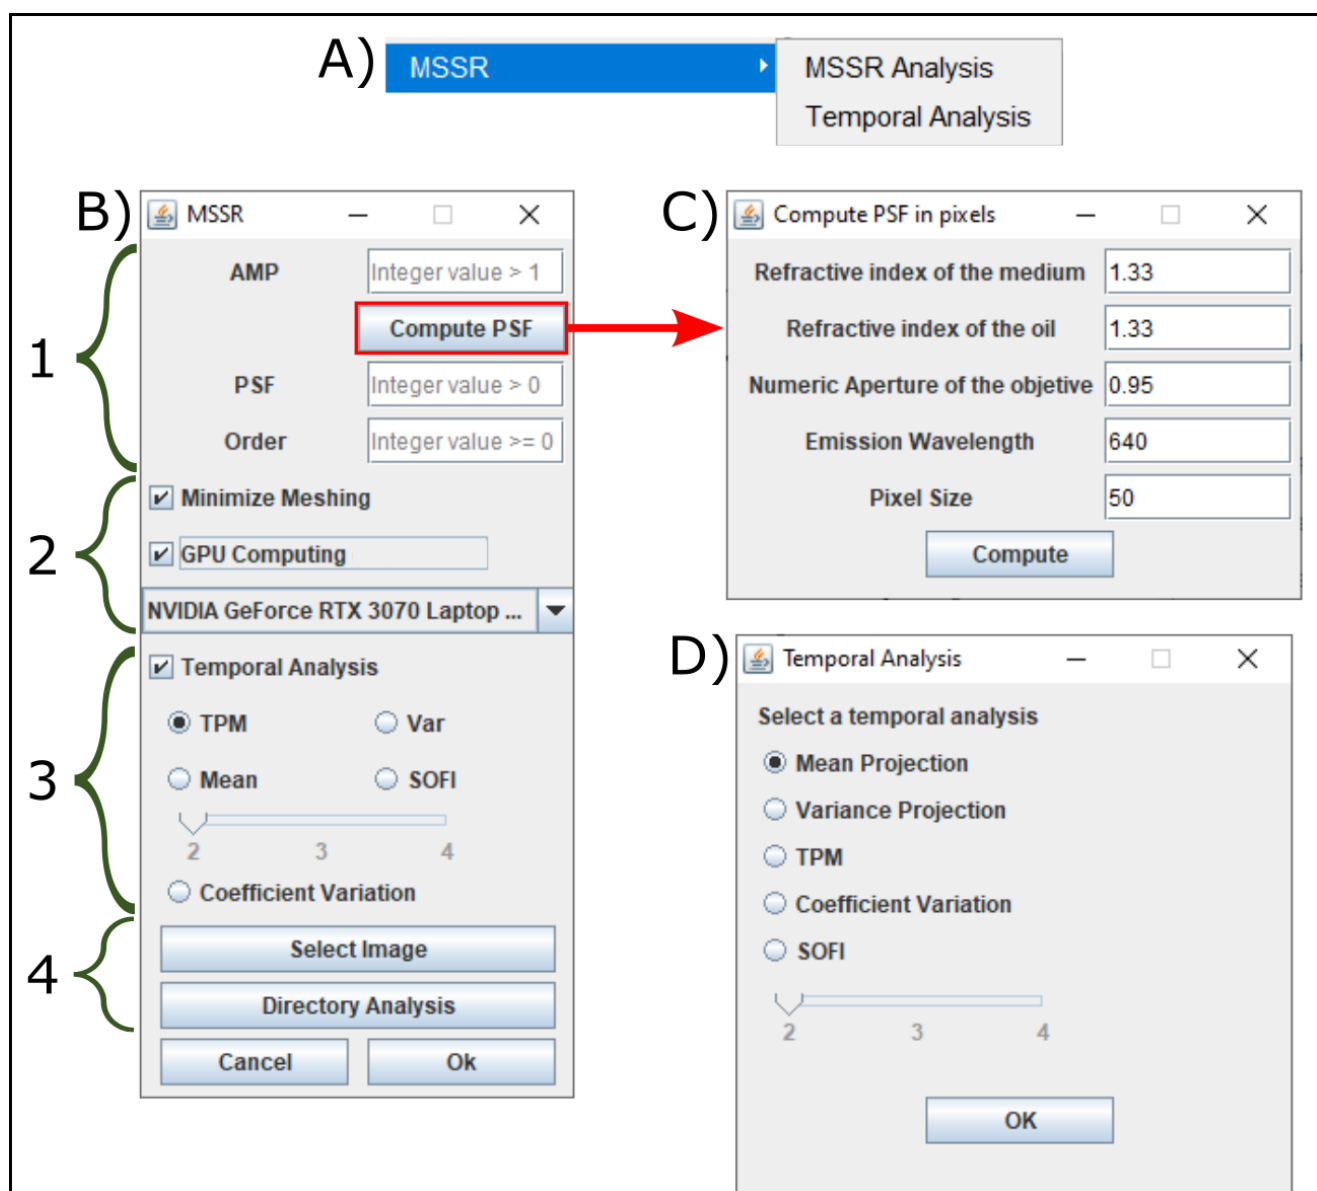 A)
MSSR
MSSR Analysis
Temporal Analysis
B)
MSSR
1
AMP
Integer value > 1
Compute PSF
PSF
Integer value > 0
Order
Integer value >= 0
2
Minimize Meshing
GPU Computing
NVIDIA GeForce RTX 3070 Laptop ...
3
Temporal Analysis
TPM
Var
Mean
SOFI
2 3 4
Coefficient Variation
4
Select Image
Directory Analysis
Cancel
Ok
C)
Compute PSF in pixels
Refractive index of the medium
1.33
Refractive index of the oil
1.33
Numeric Aperture of the objetive
0.95
Emission Wavelength
640
Pixel Size
50
Compute
D)
Temporal Analysis
Select a temporal analysis
Mean Projection
Variance Projection
TPM
Coefficient Variation
SOFI
2 3 4
OK